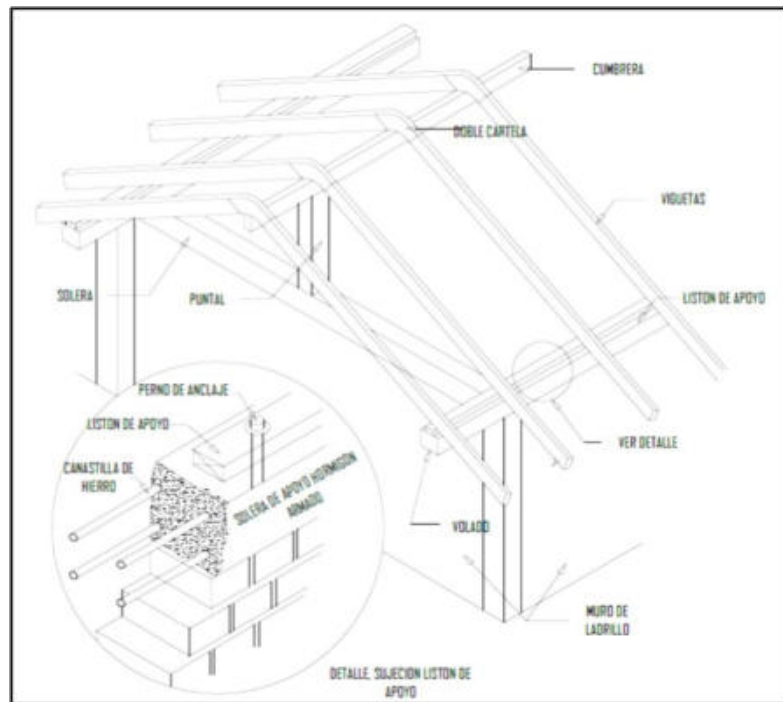 CUMBRERA
DOBLE CARTELA
VIGUETAS
SOLERA
PUNTAL
LISTON DE APOYO
PERNO DE ANCLAJE
LISTON DE APOYO
VER DETALLE
CANASTILLA DE
HIERRO
SOLERA DE APOYO HORMIGON
ARMADO
VOLADO
MURO DE
LADRILLO
DETALLE, SUJECION LISTON DE
APOYO